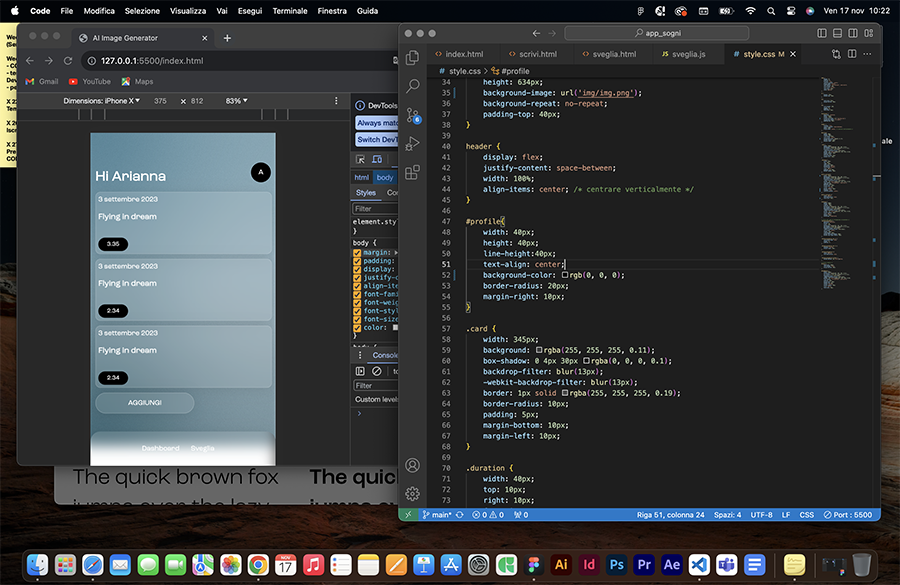 Code File Modifica Selezione Visualizza Vai Esegui Terminale Finestra Guida
Ven 17 nov 10:22
AI Image Generator
127.0.0.1:5500/index.html
Gmail YouTube Maps
Dimensions: iPhone X 375 × 812 83%
Hi Arianna
A
3 settembre 2023
Flying in dream
3.35
3 settembre 2023
Flying in dream
2.34
3 settembre 2023
Flying in dream
2.34
AGGIUNGI
Dashboard Sveglia
DevTools
Always matc
Switch DevT
html body
Styles Co
Filter
element.sty
}
body {
margin:
padding:
display:
justify-c
align-ite
font-fami
font-weig
font-styl
font-size
color:
}
Console
Filter
Custom levels
The quick brown fox
The quic
app_sogni
index.html scrivi.html sveglia.html sveglia.js style.css M
style.css > #profile
34 height: 634px;
35 background-image: url('img/img.png');
36 background-repeat: no-repeat;
37 padding-top: 40px;
38 }
39
40 header {
41 display: flex;
42 justify-content: space-between;
43 width: 100%;
44 align-items: center; /* centrare verticalmente */
45 }
46
47 #profile{
48 width: 40px;
49 height: 40px;
50 line-height:40px;
51 text-align: center;
52 background-color: rgb(0, 0, 0);
53 border-radius: 20px;
54 margin-right: 10px;
55 }
56
57 .card {
58 width: 345px;
59 background: rgba(255, 255, 255, 0.11);
60 box-shadow: 0 4px 30px rgba(0, 0, 0, 0.1);
61 backdrop-filter: blur(13px);
62 -webkit-backdrop-filter: blur(13px);
63 border: 1px solid rgba(255, 255, 255, 0.19);
64 border-radius: 10px;
65 padding: 5px;
66 margin-bottom: 10px;
67 margin-left: 10px;
68 }
69
70 .duration {
71 width: 40px;
72 top: 10px;
73 right: 10px;
main* 0 0 0 Riga 51, colonna 24 Spazi: 4 UTF-8 LF CSS Port : 5500
NOV
17
Ai Id Ps Pr Ae